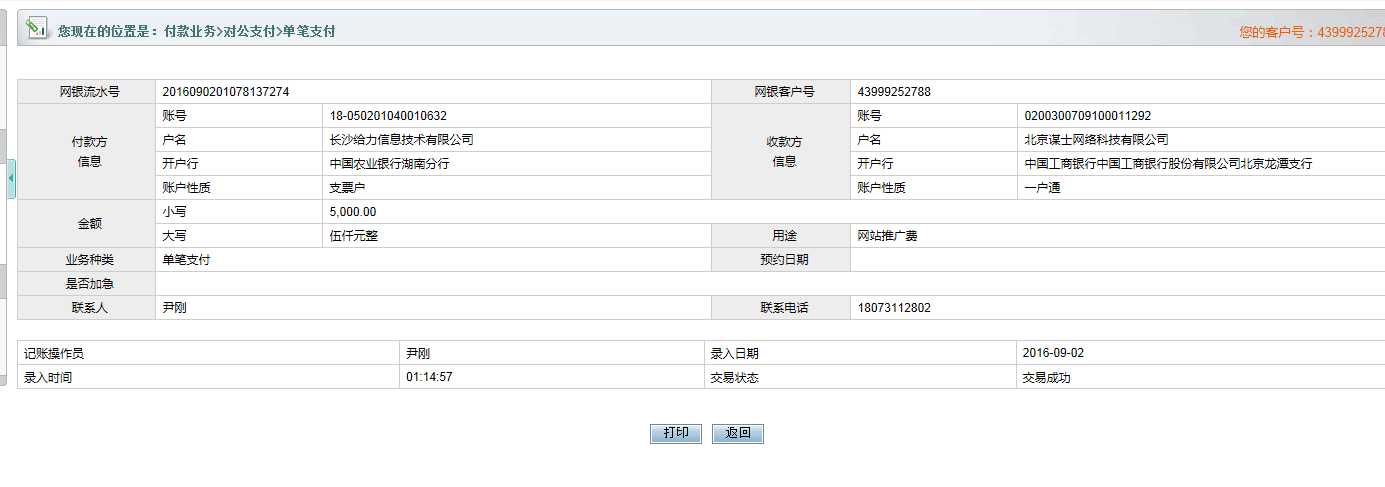 您现在的位置是：付款业务>对公支付>单笔支付
您的客户号：4399925278
网银流水号 2016090201078137274 网银客户号 43999252788
付款方信息 账号 18-050201040010632 收款方信息 账号 0200300709100011292
户名 长沙给力信息技术有限公司 户名 北京谋士网络科技有限公司
开户行 中国农业银行湖南分行 开户行 中国工商银行中国工商银行股份有限公司北京龙潭支行
账户性质 支票户 账户性质 一户通
金额 小写 5,000.00
大写 伍仟元整 用途 网站推广费
业务种类 单笔支付 预约日期
是否加急
联系人 尹刚 联系电话 18073112802
记账操作员 尹刚 录入日期 2016-09-02
录入时间 01:14:57 交易状态 交易成功
打印 返回